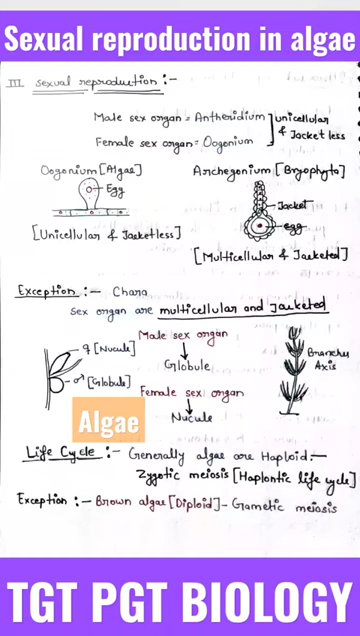 Sexual reproduction in algae
III sexual reproduction :-
Male sex organ = Antheridium
Female sex organ = Oogonium
unicellular
& Jacket less
Oogonium [Algae]
Egg
[Unicellular & Jacketless]
Archegonium [Bryophyta]
Jacket
egg
[Multicellular & Jacketed]
Exception :- Chara
Sex organ are multicellular and Jacketed
♀ [Nucule]
♂ [Globule]
Male sex organ
Globule
Female sex organ
Nucule
Branches
Axis
Algae
Life Cycle :- Generally algae are Haploid :-
Zygotic meiosis [Haplontic life cycle]
Exception :- Brown algae [Diploid] - Gametic meiosis
TGT PGT BIOLOGY